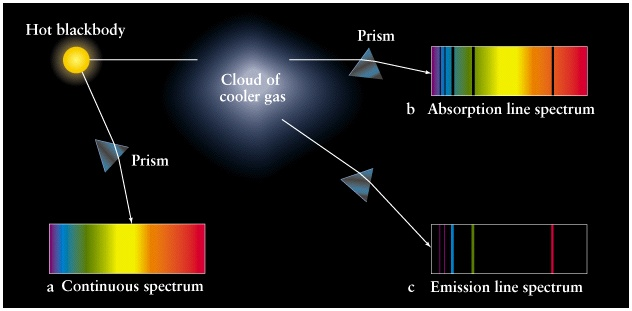 Hot blackbody
Prism
Cloud of
cooler gas
b Absorption line spectrum
Prism
a Continuous spectrum
c Emission line spectrum